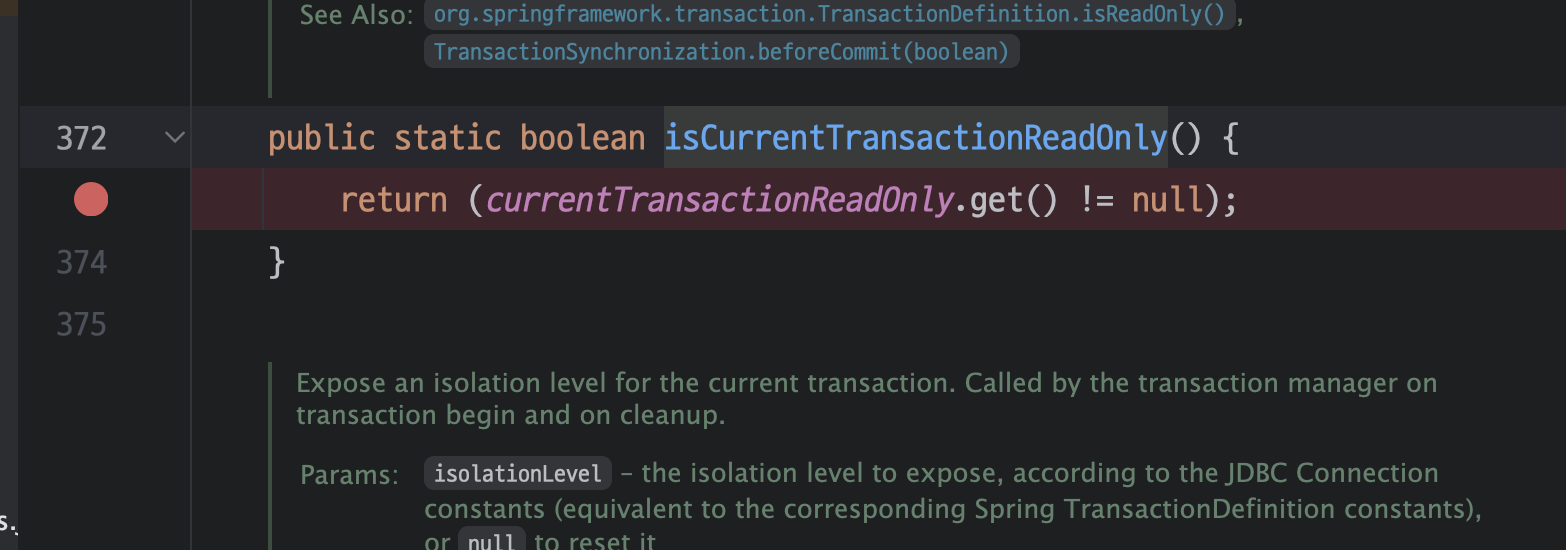 See Also: org.springframework.transaction.TransactionDefinition.isReadOnly(),
TransactionSynchronization.beforeCommit(boolean)
372 public static boolean isCurrentTransactionReadOnly() {
return (currentTransactionReadOnly.get() != null);
374 }
375
Expose an isolation level for the current transaction. Called by the transaction manager on
transaction begin and on cleanup.
Params: isolationLevel – the isolation level to expose, according to the JDBC Connection
constants (equivalent to the corresponding Spring TransactionDefinition constants),
s.
or null to reset it